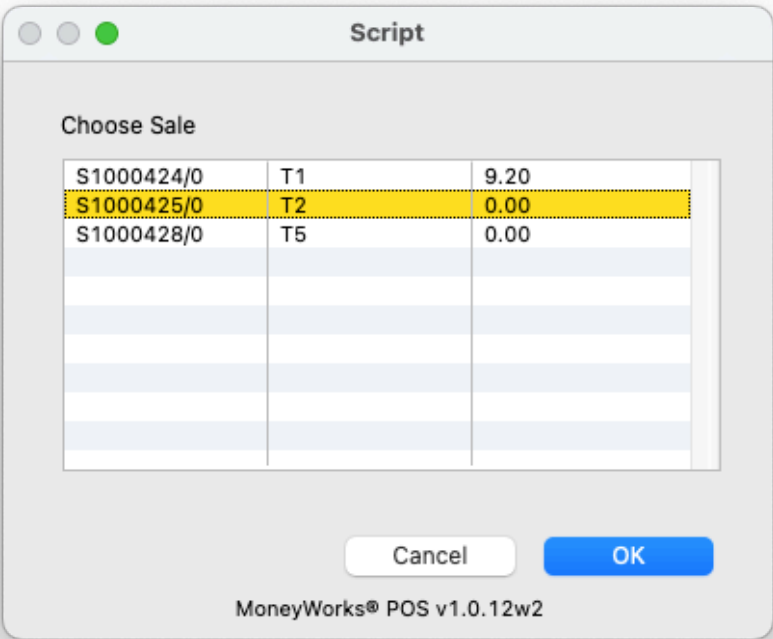 Script
Choose Sale
S1000424/0 T1 9.20
S1000425/0 T2 0.00
S1000428/0 T5 0.00
Cancel OK
MoneyWorks® POS v1.0.12w2